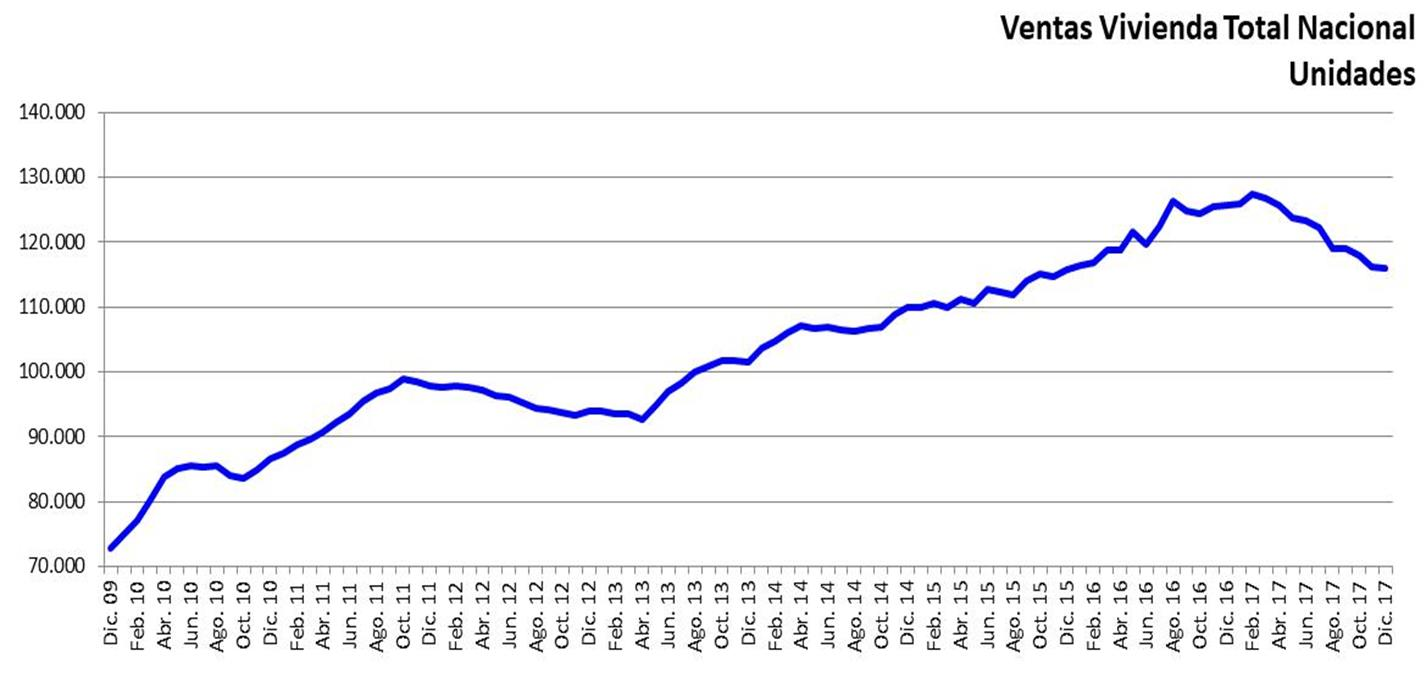 Ventas Vivienda Total Nacional
Unidades
140.000
130.000
120.000
110.000
100.000
90.000
80.000
70.000
Dic. 09
Feb. 10
Abr. 10
Jun. 10
Ago. 10
Oct. 10
Dic. 10
Feb. 11
Abr. 11
Jun. 11
Ago. 11
Oct. 11
Dic. 11
Feb. 12
Abr. 12
Jun. 12
Ago. 12
Oct. 12
Dic. 12
Feb. 13
Abr. 13
Jun. 13
Ago. 13
Oct. 13
Dic. 13
Feb. 14
Abr. 14
Jun. 14
Ago. 14
Oct. 14
Dic. 14
Feb. 15
Abr. 15
Jun. 15
Ago. 15
Oct. 15
Dic. 15
Feb. 16
Abr. 16
Jun. 16
Ago. 16
Oct. 16
Dic. 16
Feb. 17
Abr. 17
Jun. 17
Ago. 17
Oct. 17
Dic. 17